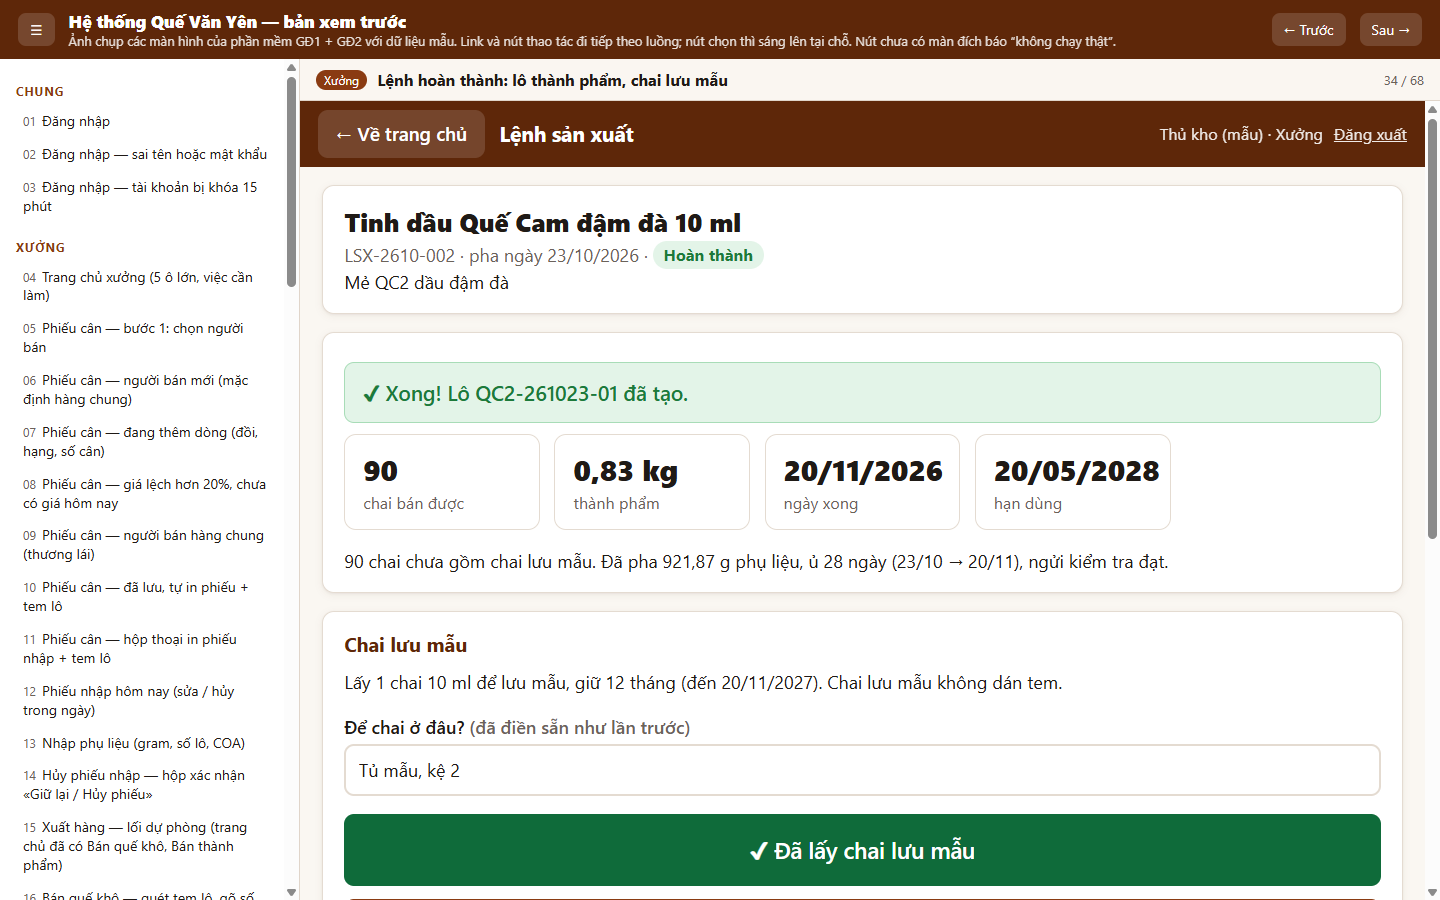 ☰
Hệ thống Quế Văn Yên — bản xem trước
Ảnh chụp các màn hình của phần mềm GĐ1 + GĐ2 với dữ liệu mẫu. Link và nút thao tác đi tiếp theo luồng; nút chọn thì sáng lên tại chỗ. Nút chưa có màn đích báo “không chạy thật”.
← Trước
Sau →
CHUNG
01 Đăng nhập
02 Đăng nhập — sai tên hoặc mật khẩu
03 Đăng nhập — tài khoản bị khóa 15
phút
XƯỞNG
04 Trang chủ xưởng (5 ô lớn, việc cần
làm)
05 Phiếu cân — bước 1: chọn người
bán
06 Phiếu cân — người bán mới (mặc
định hàng chung)
07 Phiếu cân — đang thêm dòng (đồi,
hạng, số cân)
08 Phiếu cân — giá lệch hơn 20%, chưa
có giá hôm nay
09 Phiếu cân — người bán hàng chung
(thương lái)
10 Phiếu cân — đã lưu, tự in phiếu +
tem lô
11 Phiếu cân — hộp thoại in phiếu
nhập + tem lô
12 Phiếu nhập hôm nay (sửa / hủy
trong ngày)
13 Nhập phụ liệu (gram, số lô, COA)
14 Hủy phiếu nhập — hộp xác nhận
«Giữ lại / Hủy phiếu»
15 Xuất hàng — lối dự phòng (trang
chủ đã có Bán quế khô, Bán thành
phẩm)
16 Bán quế khô — quét tem lô, gõ số
Xưởng Lệnh hoàn thành: lô thành phẩm, chai lưu mẫu
34 / 68
← Về trang chủ
Lệnh sản xuất
Thủ kho (mẫu) · Xưởng Đăng xuất
Tinh dầu Quế Cam đậm đà 10 ml
LSX-2610-002 · pha ngày 23/10/2026 · Hoàn thành
Mẻ QC2 dầu đậm đà
✔ Xong! Lô QC2-261023-01 đã tạo.
90
chai bán được
0,83 kg
thành phẩm
20/11/2026
ngày xong
20/05/2028
hạn dùng
90 chai chưa gồm chai lưu mẫu. Đã pha 921,87 g phụ liệu, ủ 28 ngày (23/10 → 20/11), ngửi kiểm tra đạt.
Chai lưu mẫu
Lấy 1 chai 10 ml để lưu mẫu, giữ 12 tháng (đến 20/11/2027). Chai lưu mẫu không dán tem.
Để chai ở đâu? (đã điền sẵn như lần trước)
Tủ mẫu, kệ 2
✔ Đã lấy chai lưu mẫu